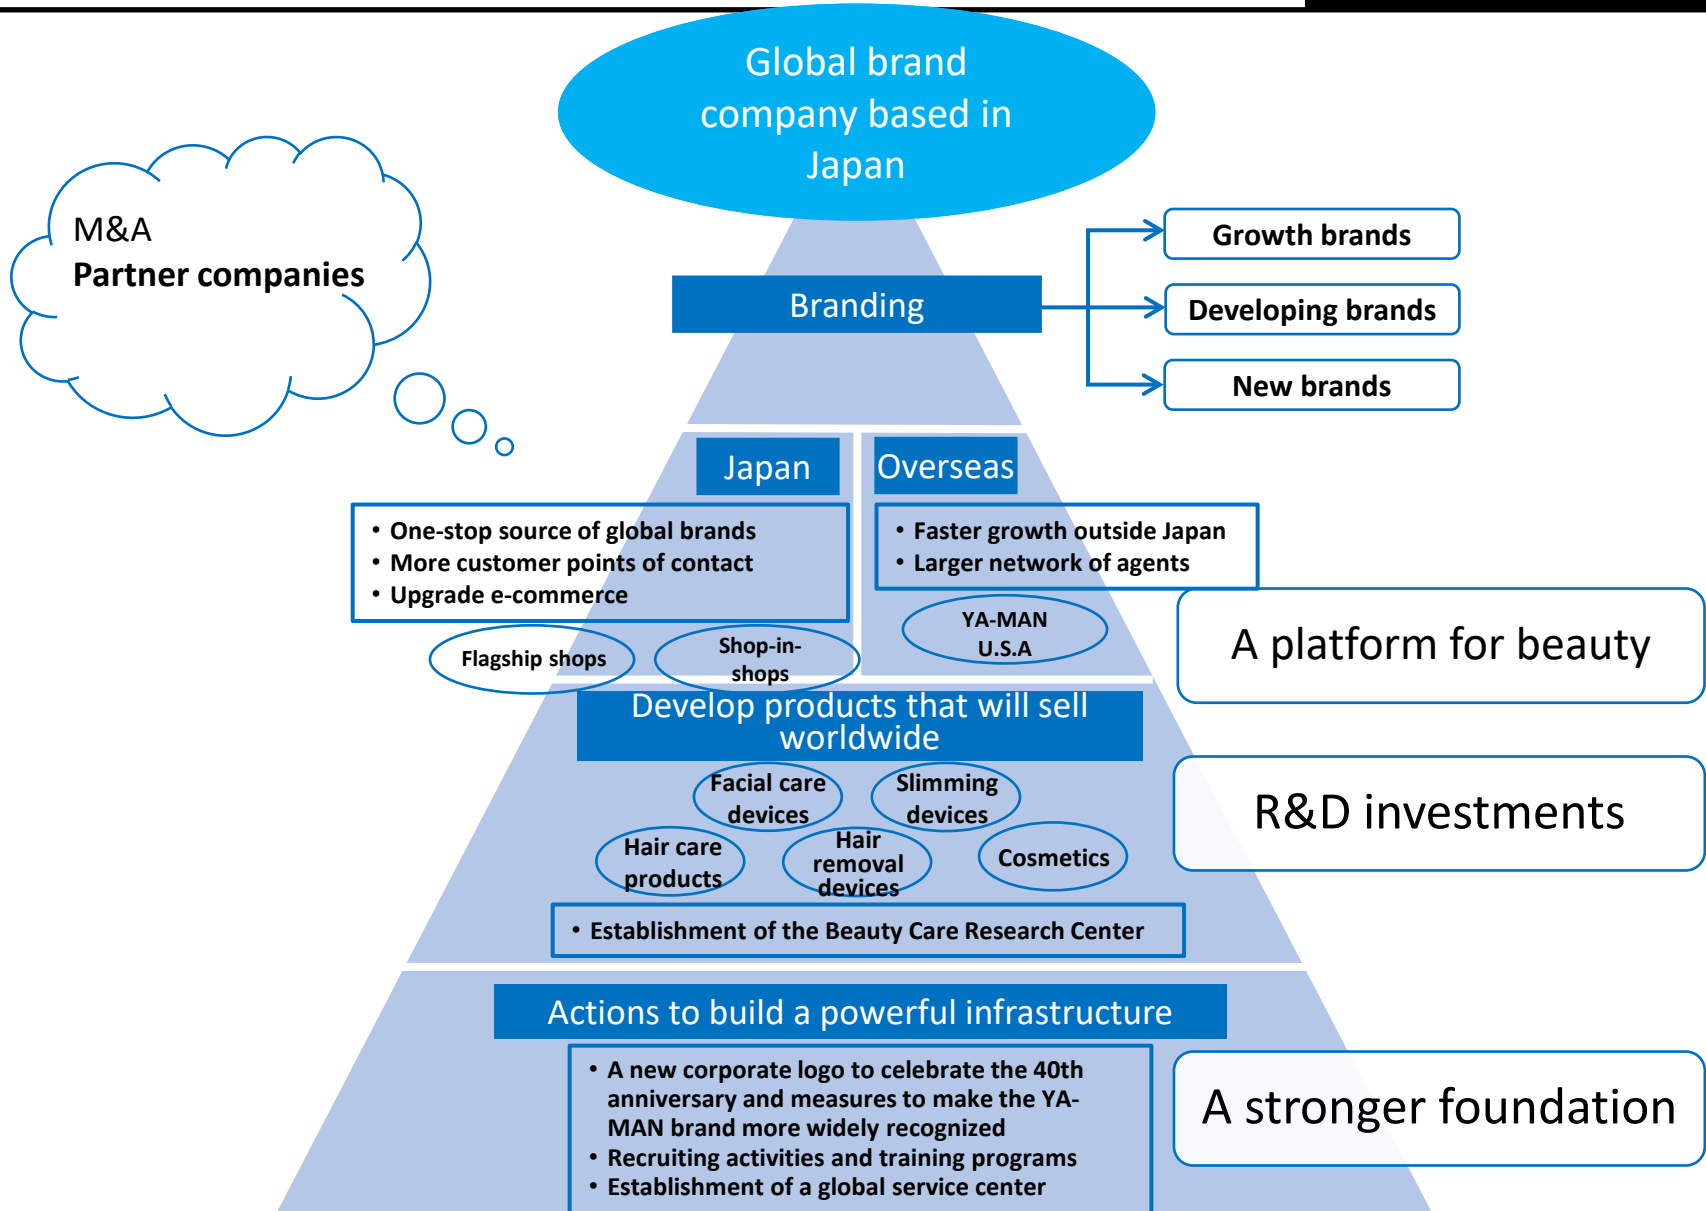 Global brand
company based in
Japan
M&A
Partner companies
Branding
Growth brands
Developing brands
New brands
Japan
• One-stop source of global brands
• More customer points of contact
• Upgrade e-commerce
Flagship shops
Shop-in-
shops
Overseas
• Faster growth outside Japan
• Larger network of agents
YA-MAN
U.S.A
A platform for beauty
Develop products that will sell
worldwide
Facial care
devices
Slimming
devices
Hair care
products
Hair
removal
devices
Cosmetics
• Establishment of the Beauty Care Research Center
R&D investments
Actions to build a powerful infrastructure
• A new corporate logo to celebrate the 40th
anniversary and measures to make the YA-
MAN brand more widely recognized
• Recruiting activities and training programs
• Establishment of a global service center
A stronger foundation